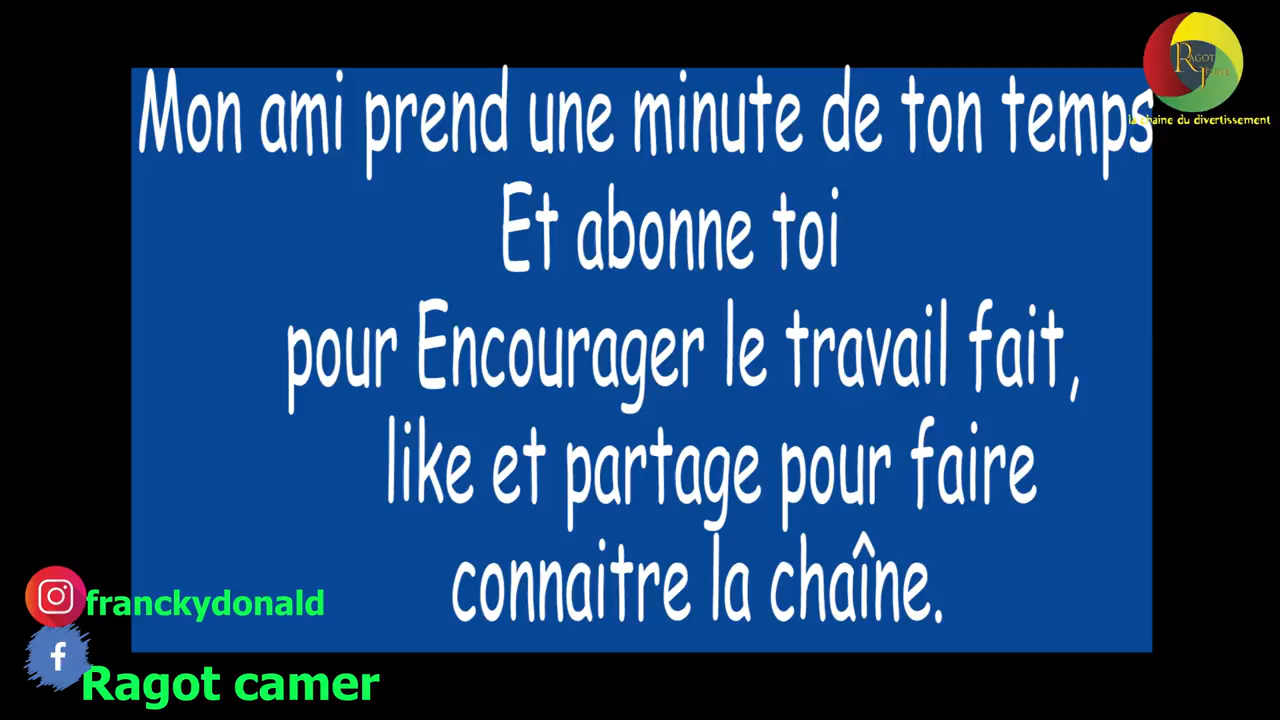 Mon ami prend une minute de ton temps
Et abonne toi
pour Encourager le travail fait,
like et partage pour faire
connaitre la chaîne.
RAGOT
la chaine du divertissement
franckydonald
Ragot camer